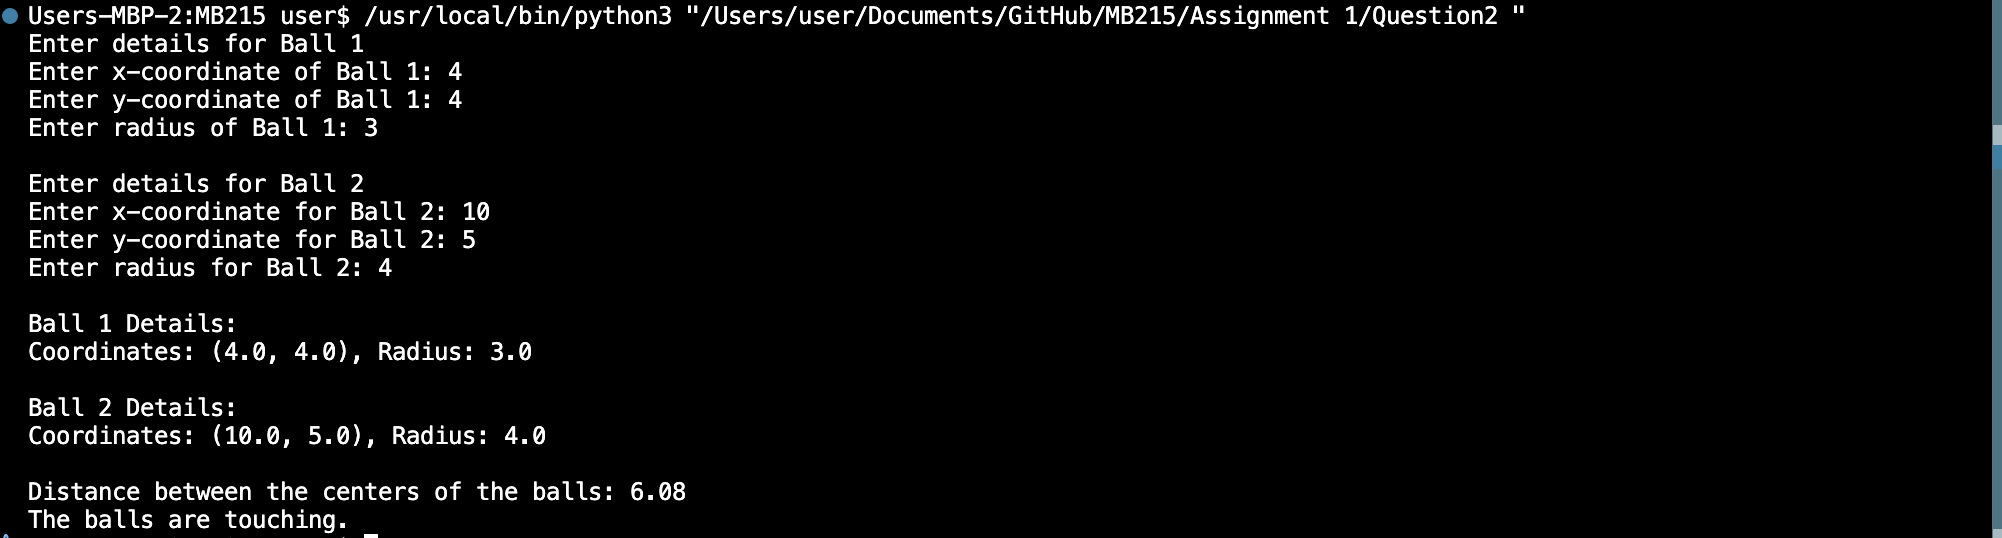 Users-MBP-2:MB215 user$ /usr/local/bin/python3 "/Users/user/Documents/GitHub/MB215/Assignment 1/Question2 "
Enter details for Ball 1
Enter x-coordinate of Ball 1: 4
Enter y-coordinate of Ball 1: 4
Enter radius of Ball 1: 3
Enter details for Ball 2
Enter x-coordinate for Ball 2: 10
Enter y-coordinate for Ball 2: 5
Enter radius for Ball 2: 4
Ball 1 Details:
Coordinates: (4.0, 4.0), Radius: 3.0
Ball 2 Details:
Coordinates: (10.0, 5.0), Radius: 4.0
Distance between the centers of the balls: 6.08
The balls are touching.